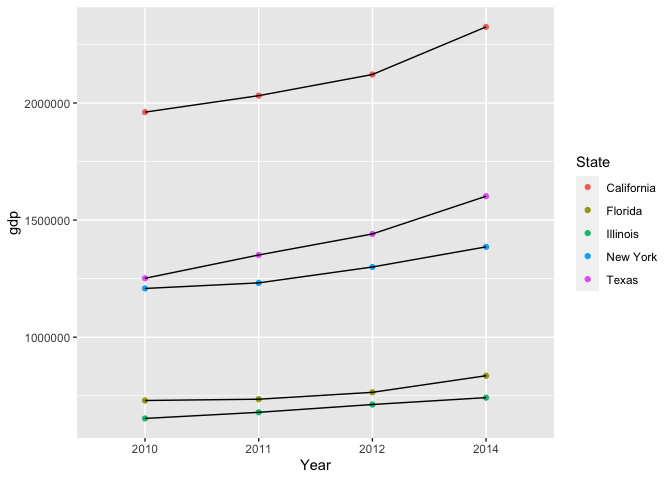 2000000
1500000
1000000
gdp
2010 2011 2012 2014
Year
State
California
Florida
Illinois
New York
Texas